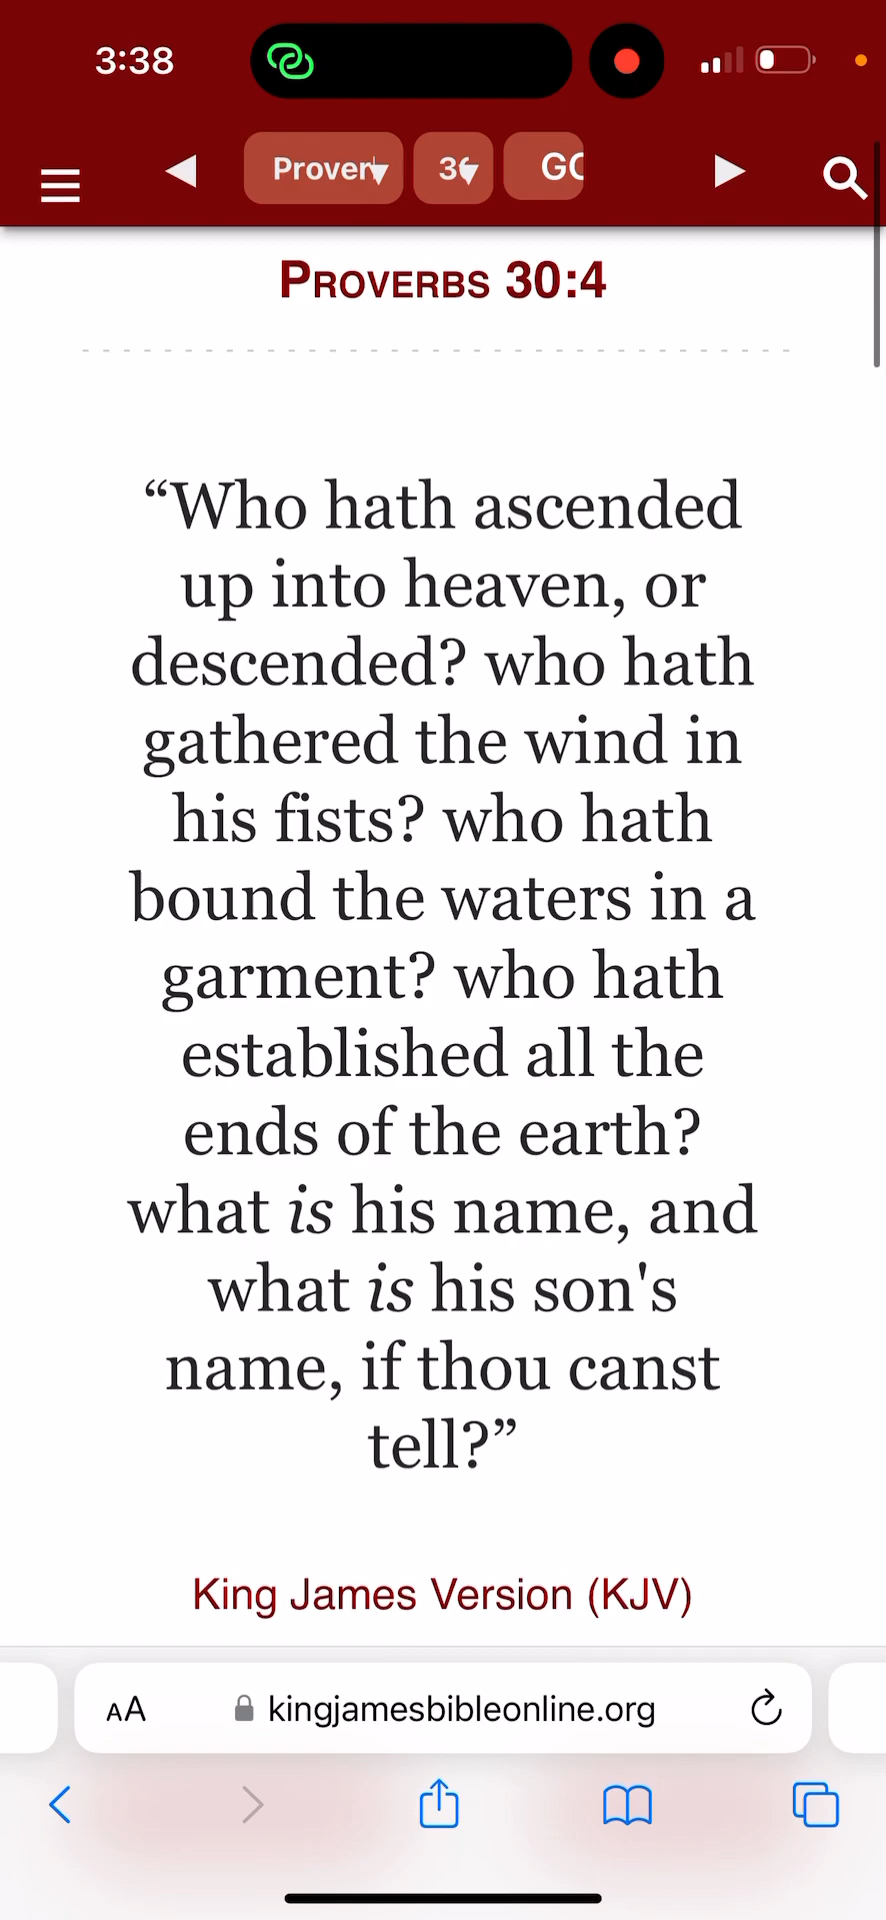 3:38
Prover 30 GO
PROVERBS 30:4
“Who hath ascended
up into heaven, or
descended? who hath
gathered the wind in
his fists? who hath
bound the waters in a
garment? who hath
established all the
ends of the earth?
what is his name, and
what is his son's
name, if thou canst
tell?”
King James Version (KJV)
AA kingjamesbibleonline.org